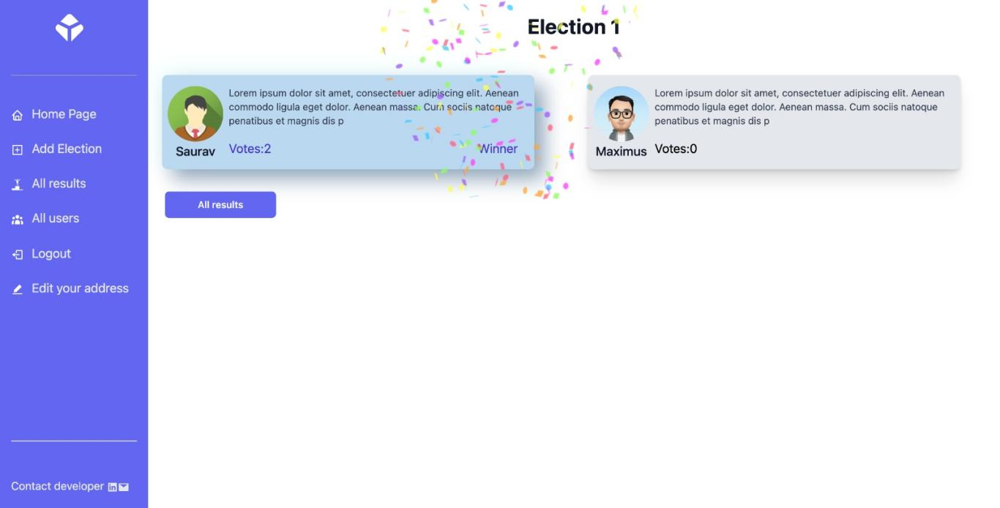 Election 1
Home Page
Add Election
All results
All users
Logout
Edit your address
Contact developer in
Lorem ipsum dolor sit amet, consectetuer adipiscing elit. Aenean
commodo ligula eget dolor. Aenean massa. Cum sociis natoque
penatibus et magnis dis p
Saurav
Votes:2
Winner
Lorem ipsum dolor sit amet, consectetuer adipiscing elit. Aenean
commodo ligula eget dolor. Aenean massa. Cum sociis natoque
penatibus et magnis dis p
Maximus
Votes:0
All results